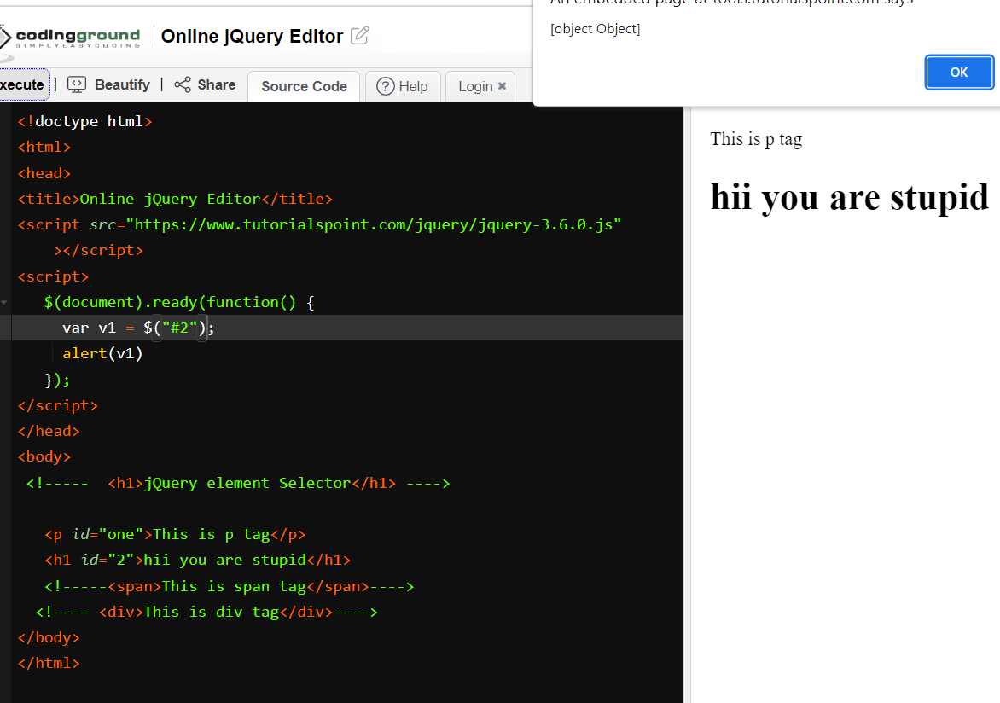 An embedded page at tools.tutorialspoint.com says
[object Object]
OK
codingground
SIMPLYEASYCODING
Online jQuery Editor
xecute | Beautify | Share Source Code Help Login ✖
<!doctype html>
<html>
<head>
<title>Online jQuery Editor</title>
<script src="https://www.tutorialspoint.com/jquery/jquery-3.6.0.js"
></script>
<script>
$(document).ready(function() {
var v1 = $("#2");
alert(v1)
});
</script>
</head>
<body>
<!----- <h1>jQuery element Selector</h1> ---->
<p id="one">This is p tag</p>
<h1 id="2">hii you are stupid</h1>
<!-----<span>This is span tag</span>---->
<!---- <div>This is div tag</div>---->
</body>
</html>
This is p tag
hii you are stupid